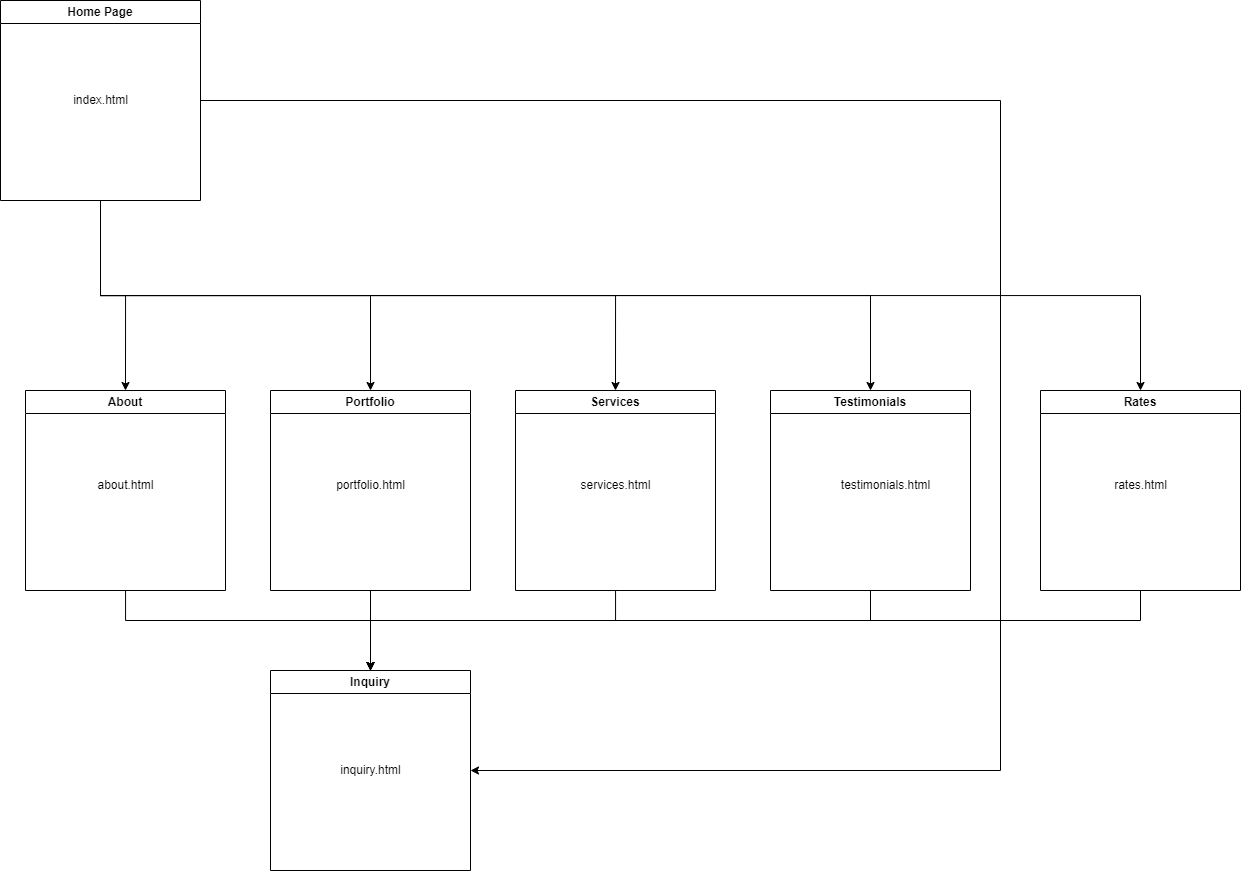 Home Page
index.html
About
Portfolio
Services
Testimonials
Rates
about.html
portfolio.html
services.html
testimonials.html
rates.html
Inquiry
inquiry.html